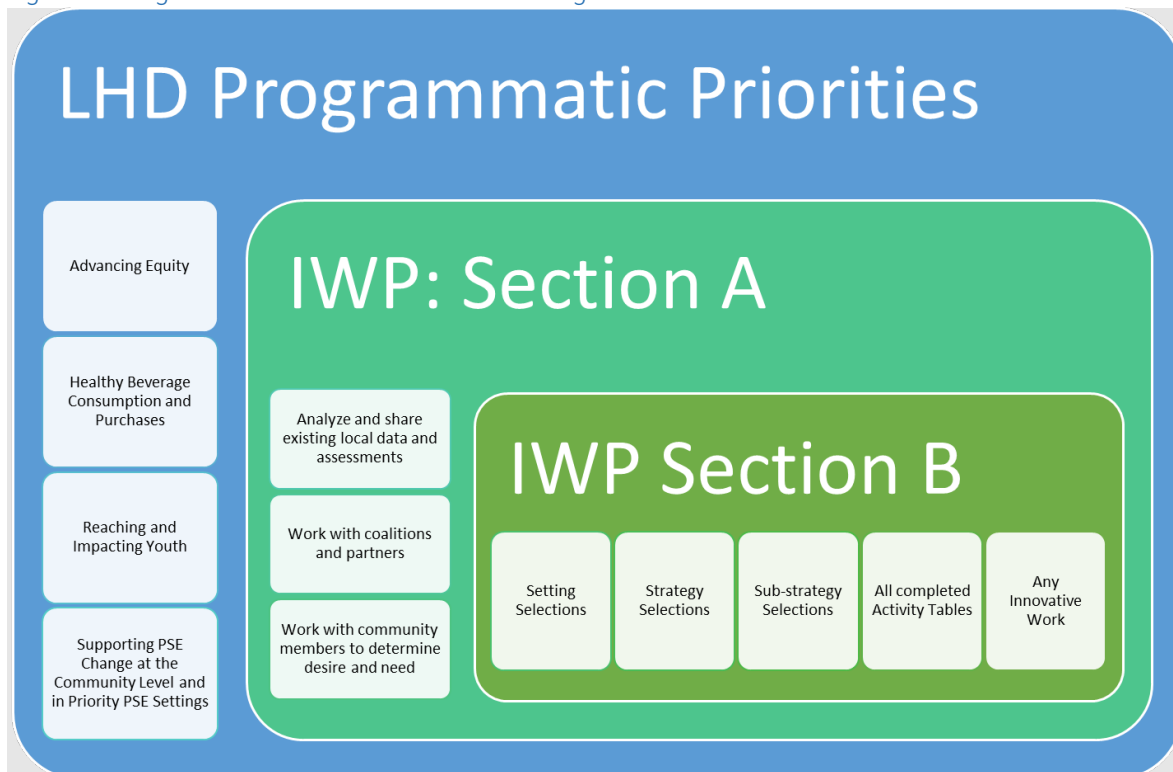 LHD Programmatic Priorities
Advancing Equity
Healthy Beverage
Consumption and
Purchases
Reaching and
Impacting Youth
Supporting PSE
Change at the
Community Level and
in Priority PSE Settings
IWP: Section A
Analyze and share
existing local data and
assessments
Work with coalitions
and partners
Work with community
members to determine
desire and need
IWP Section B
Setting
Selections
Strategy
Selections
Sub-strategy
Selections
All completed
Activity Tables
Any
Innovative
Work